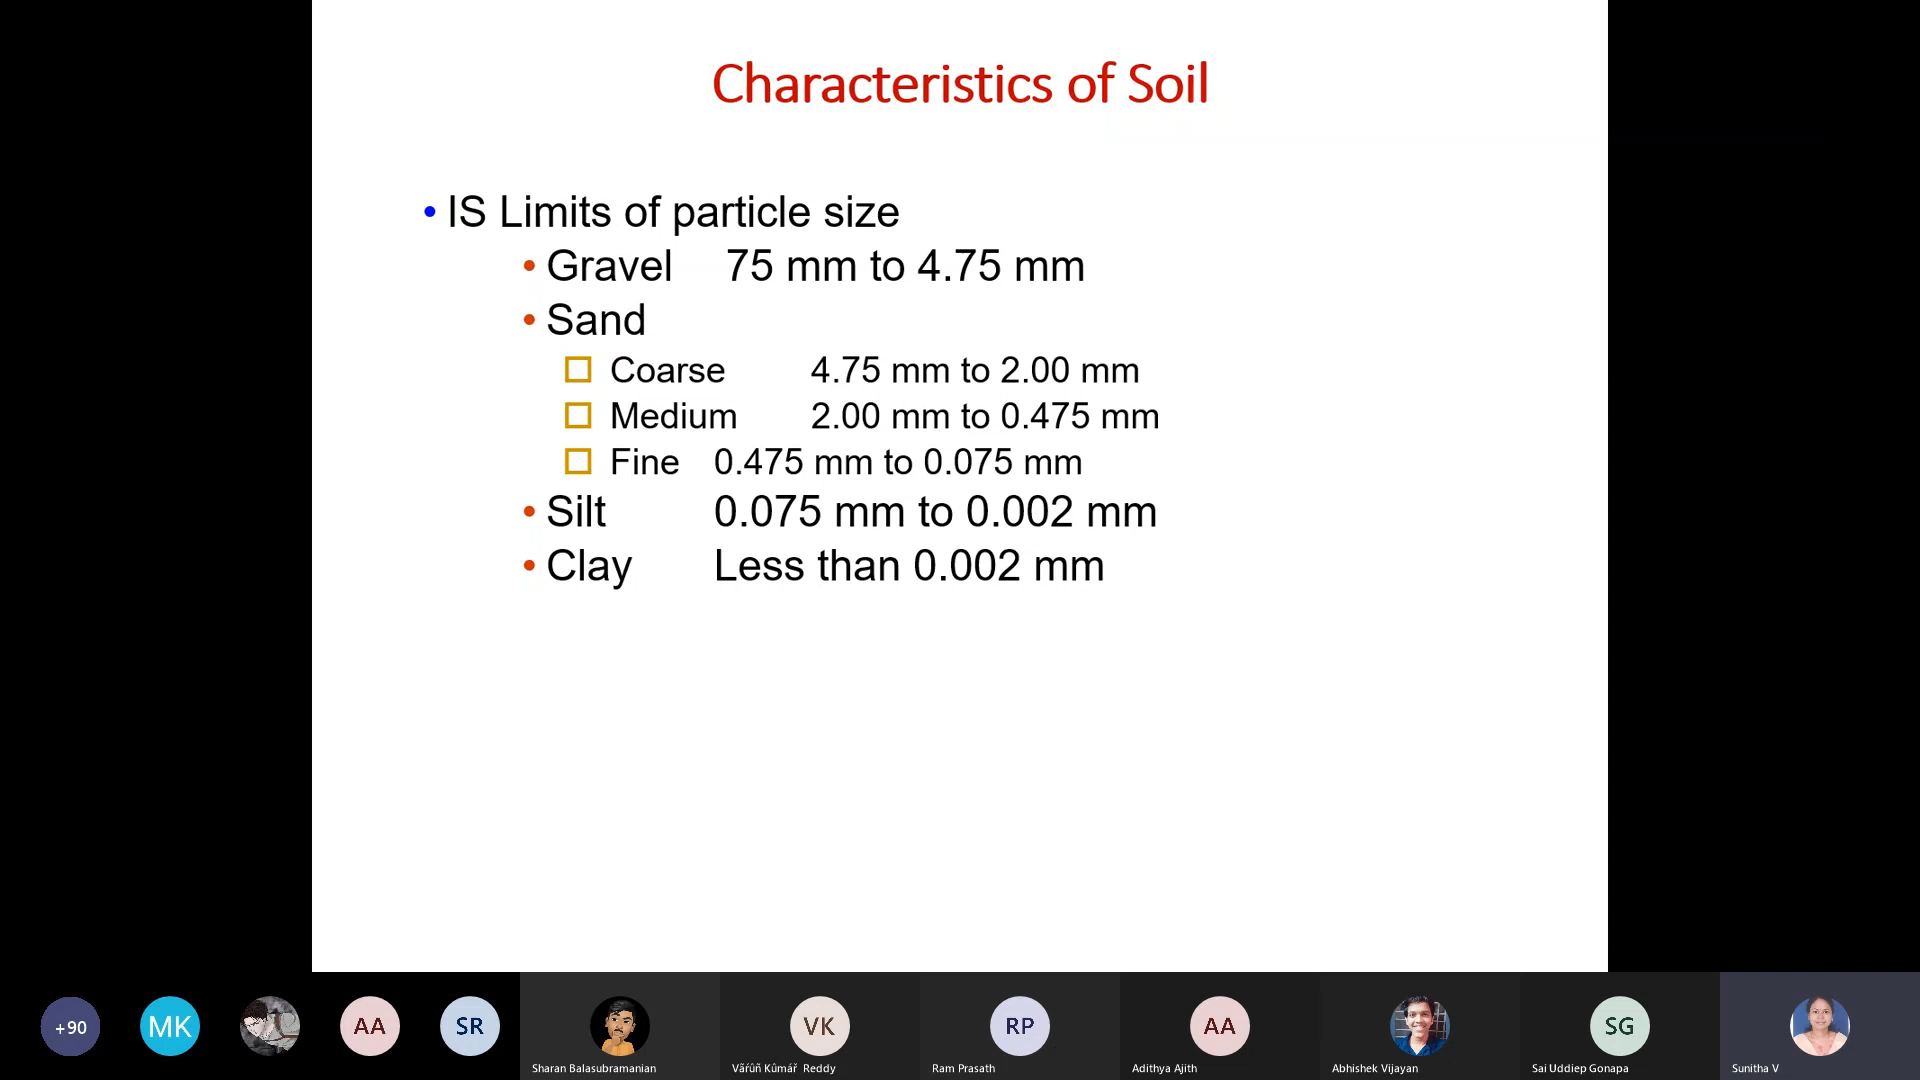 Characteristics of Soil
• IS Limits of particle size
• Gravel 75 mm to 4.75 mm
• Sand
Coarse 4.75 mm to 2.00 mm
Medium 2.00 mm to 0.475 mm
Fine 0.475 mm to 0.075 mm
• Silt 0.075 mm to 0.002 mm
• Clay Less than 0.002 mm
+90 MK AA SR VK RP AA SG
Sharan Balasubramanian Vãŕûñ Kûmář Reddy Ram Prasath Adithya Ajith Abhishek Vijayan Sai Uddiep Gonapa Sunitha V